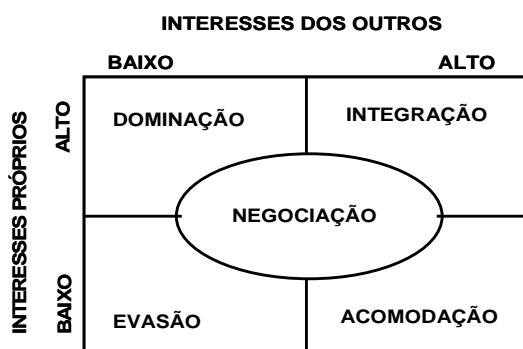 INTERESSES DOS OUTROS
BAIXO ALTO
INTERESSES PRÓPRIOS
ALTO
DOMINAÇÃO INTEGRAÇÃO
NEGOCIAÇÃO
BAIXO
EVASÃO ACOMODAÇÃO